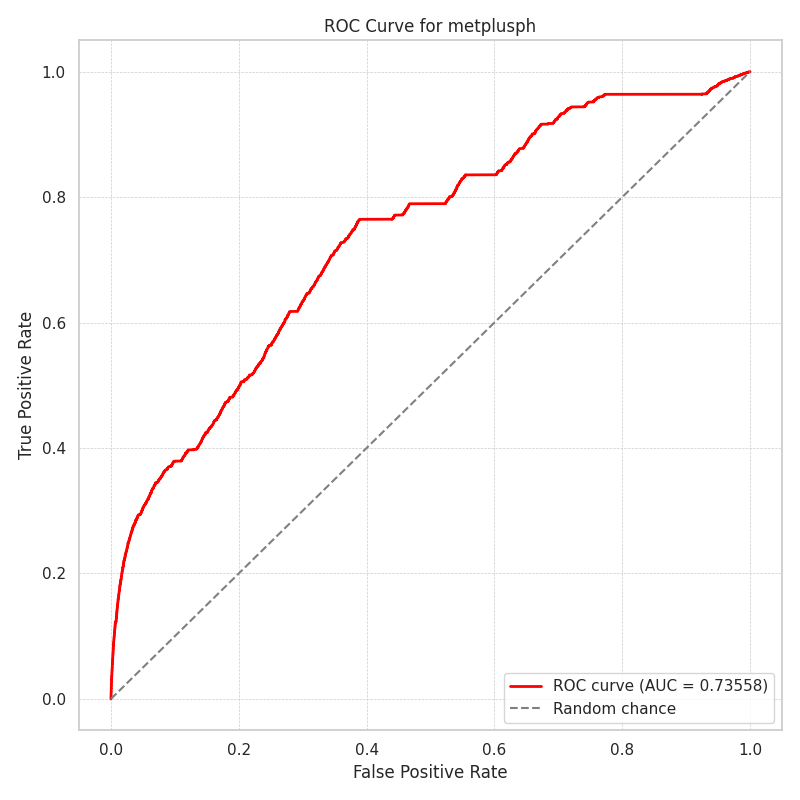 ROC Curve for metplusph
True Positive Rate
1.0
0.8
0.6
0.4
0.2
0.0
0.0 0.2 0.4 0.6 0.8 1.0
False Positive Rate
ROC curve (AUC = 0.73558)
Random chance